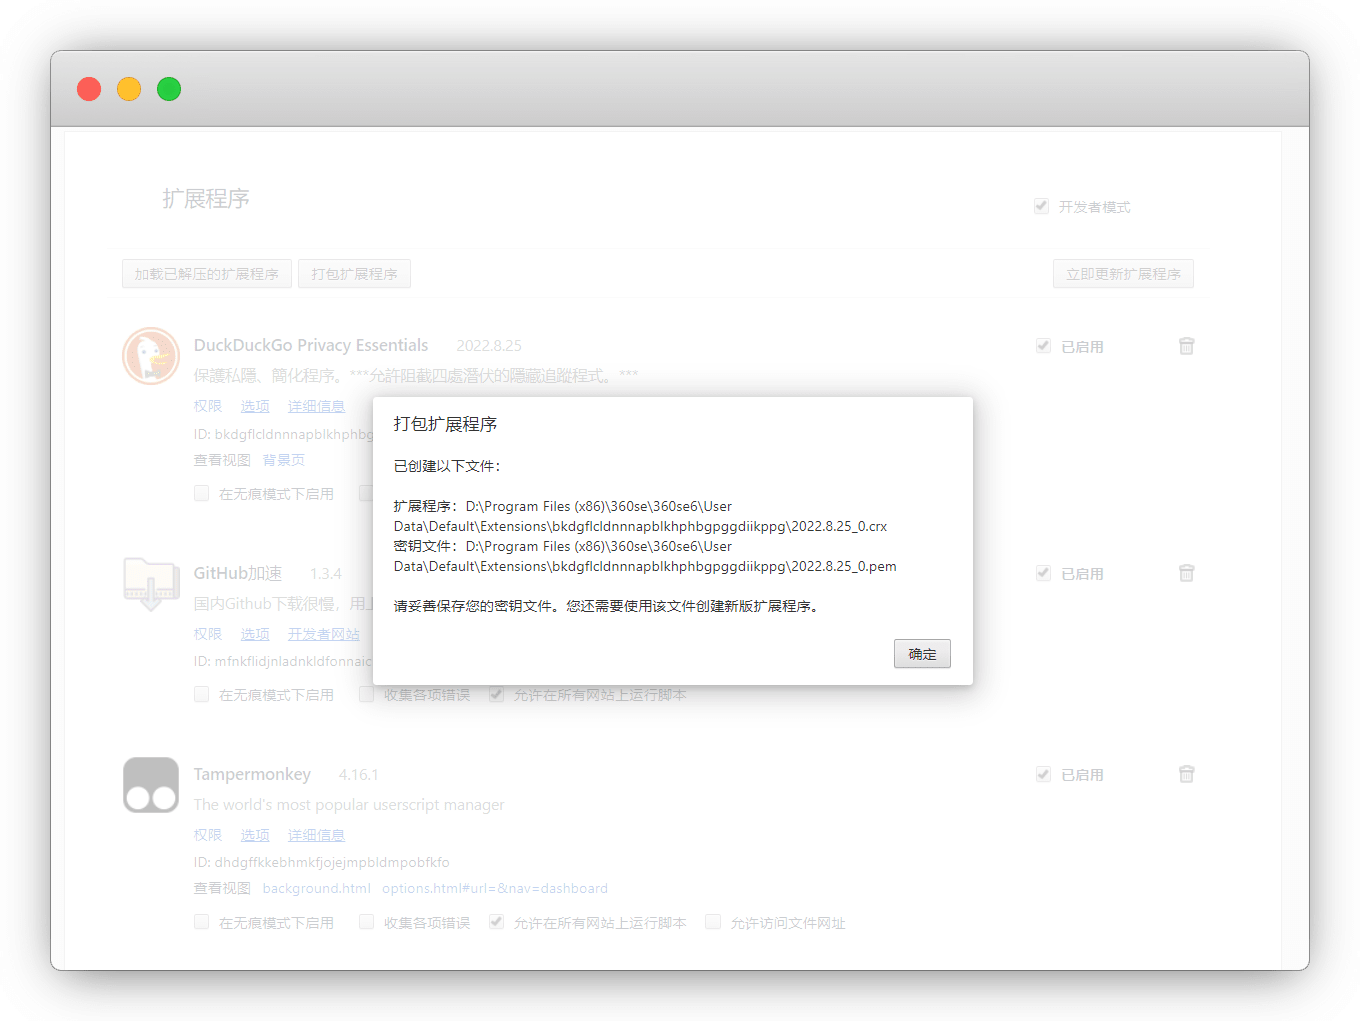 扩展程序
开发者模式
加载已解压的扩展程序 打包扩展程序 立即更新扩展程序
DuckDuckGo Privacy Essentials 2022.8.25 已启用
保護私隱、簡化程序。***允許阻截四處潛伏的隱藏追蹤程式。***
权限 选项 详细信息
ID: bkdgflcldnnnapblkhphbg
查看视图 背景页
在无痕模式下启用
打包扩展程序
已创建以下文件：
扩展程序：D:\Program Files (x86)\360se\360se6\User
Data\Default\Extensions\bkdgflcldnnnapblkhphbgpggdiikppg\2022.8.25_0.crx
密钥文件：D:\Program Files (x86)\360se\360se6\User
Data\Default\Extensions\bkdgflcldnnnapblkhphbgpggdiikppg\2022.8.25_0.pem
请妥善保存您的密钥文件。您还需要使用该文件创建新版扩展程序。
确定
GitHub加速 1.3.4 已启用
国内Github下载很慢，用上
权限 选项 开发者网站
ID: mfnkflidjnladnkldfonnaic
在无痕模式下启用 收集各项错误 允许在所有网站上运行脚本
Tampermonkey 4.16.1 已启用
The world's most popular userscript manager
权限 选项 详细信息
ID: dhdgffkkebhmkfjojejmpbldmpobfkfo
查看视图 background.html options.html#url=&nav=dashboard
在无痕模式下启用 收集各项错误 允许在所有网站上运行脚本 允许访问文件网址